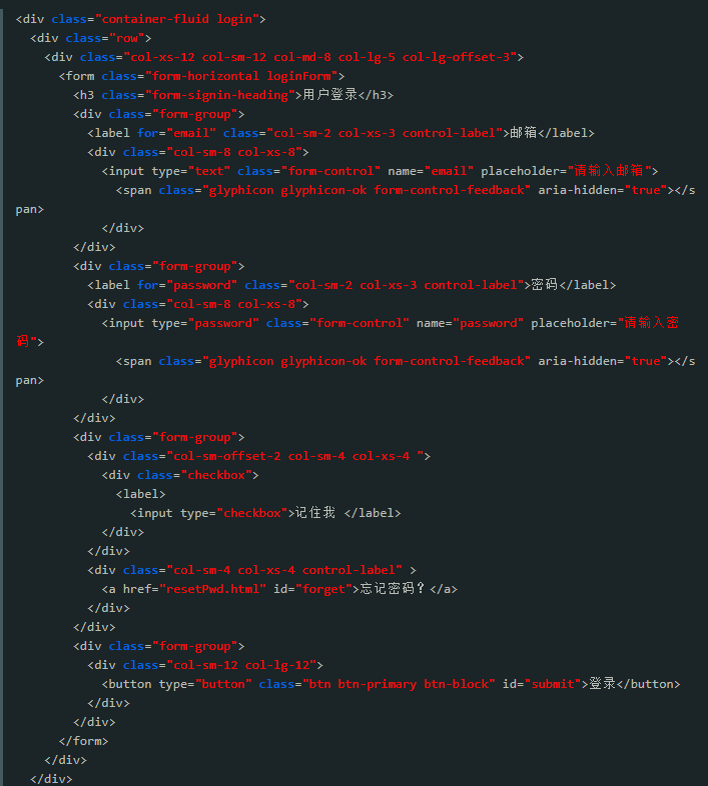 <div class="container-fluid login">
<div class="row">
<div class="col-xs-12 col-sm-12 col-md-8 col-lg-5 col-lg-offset-3">
<form class="form-horizontal loginForm">
<h3 class="form-signin-heading">用户登录</h3>
<div class="form-group">
<label for="email" class="col-sm-2 col-xs-3 control-label">邮箱</label>
<div class="col-sm-8 col-xs-8">
<input type="text" class="form-control" name="email" placeholder="请输入邮箱">
<span class="glyphicon glyphicon-ok form-control-feedback" aria-hidden="true"></s
pan>
</div>
</div>
<div class="form-group">
<label for="password" class="col-sm-2 col-xs-3 control-label">密码</label>
<div class="col-sm-8 col-xs-8">
<input type="password" class="form-control" name="password" placeholder="请输入密
码">
<span class="glyphicon glyphicon-ok form-control-feedback" aria-hidden="true"></s
pan>
</div>
</div>
<div class="form-group">
<div class="col-sm-offset-2 col-sm-4 col-xs-4 ">
<div class="checkbox">
<label>
<input type="checkbox">记住我 </label>
</div>
</div>
<div class="col-sm-4 col-xs-4 control-label" >
<a href="resetPwd.html" id="forget">忘记密码？</a>
</div>
</div>
<div class="form-group">
<div class="col-sm-12 col-lg-12">
<button type="button" class="btn btn-primary btn-block" id="submit">登录</button>
</div>
</div>
</form>
</div>
</div>